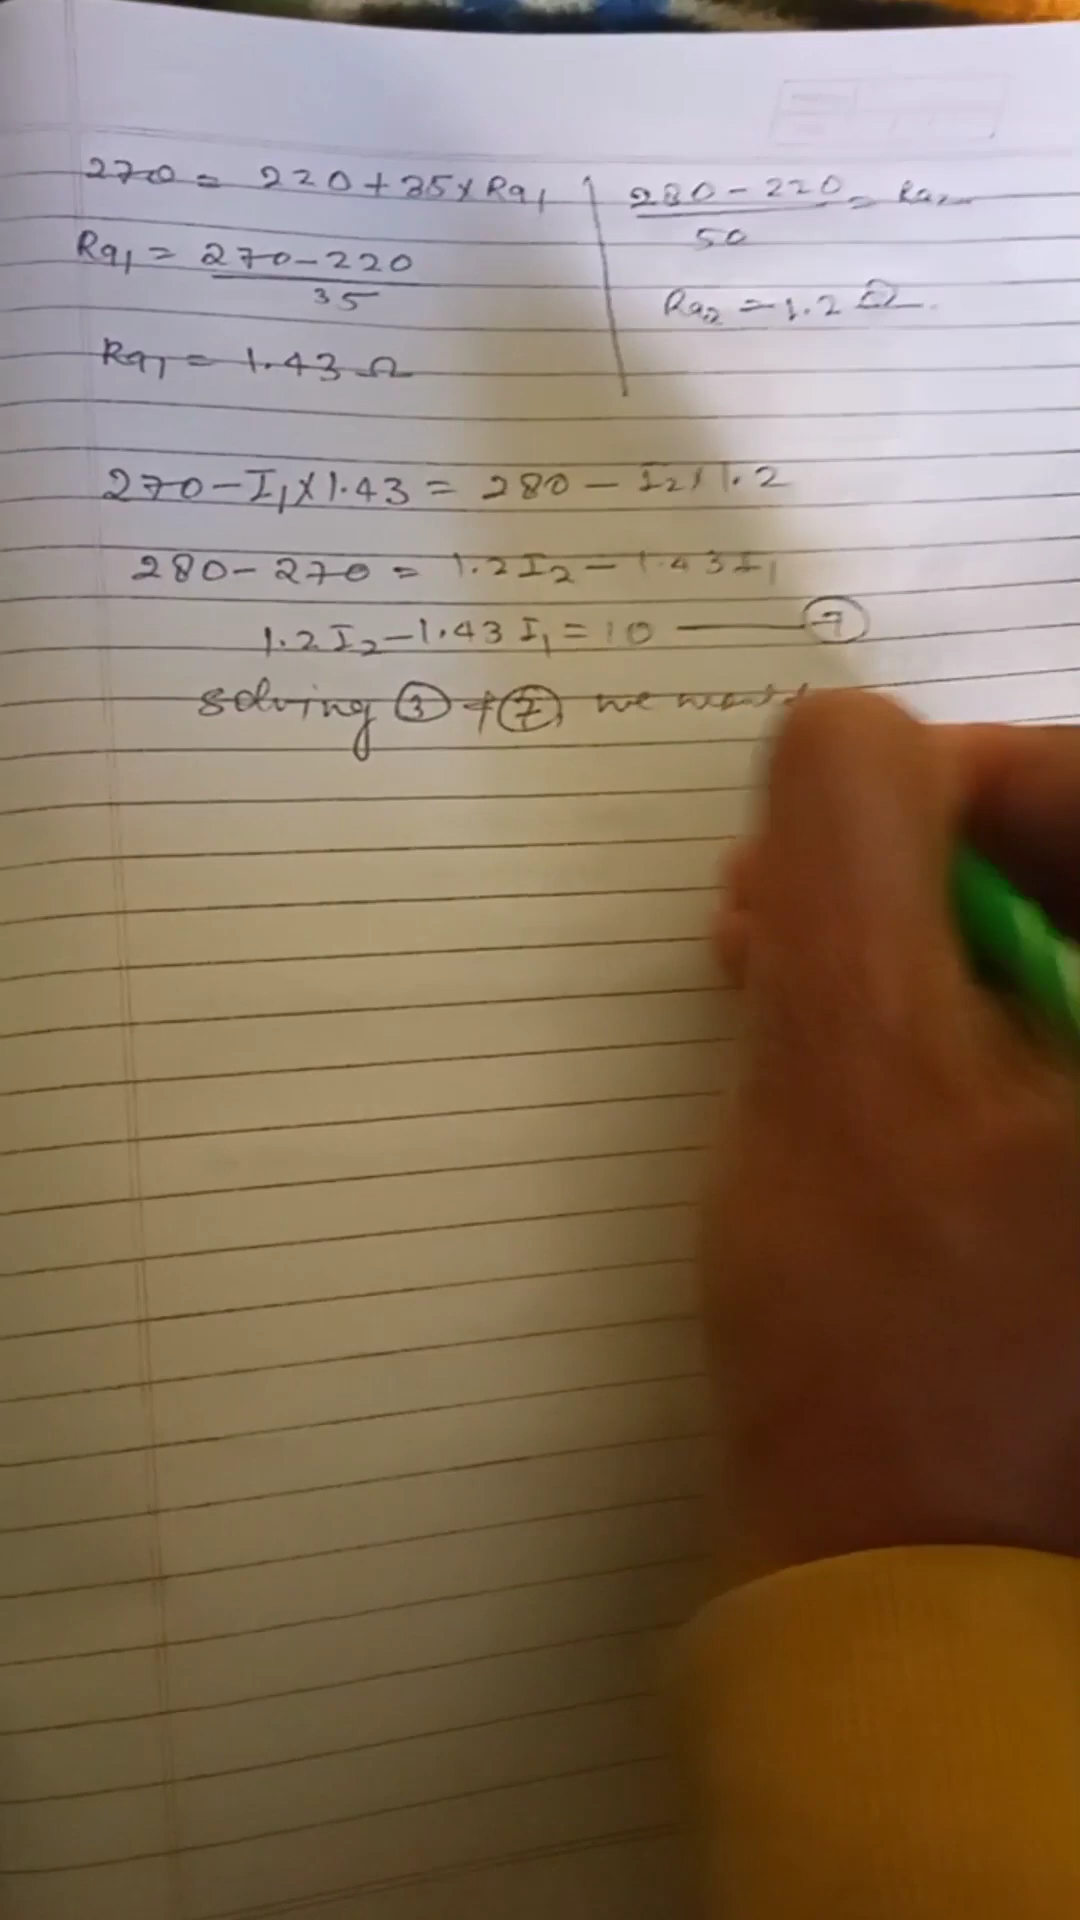 270 = 220 + 35 x Ra1
Ra1 = 270 - 220
35
Ra1 = 1.43 Ω
280 - 220 = Ra2
50
Ra2 = 1.2 Ω.
270 - I1 x 1.43 = 280 - I2 x 1.2
280 - 270 = 1.2 I2 - 1.43 I1
1.2 I2 - 1.43 I1 = 10 —— 7
solving 3 & 7, we